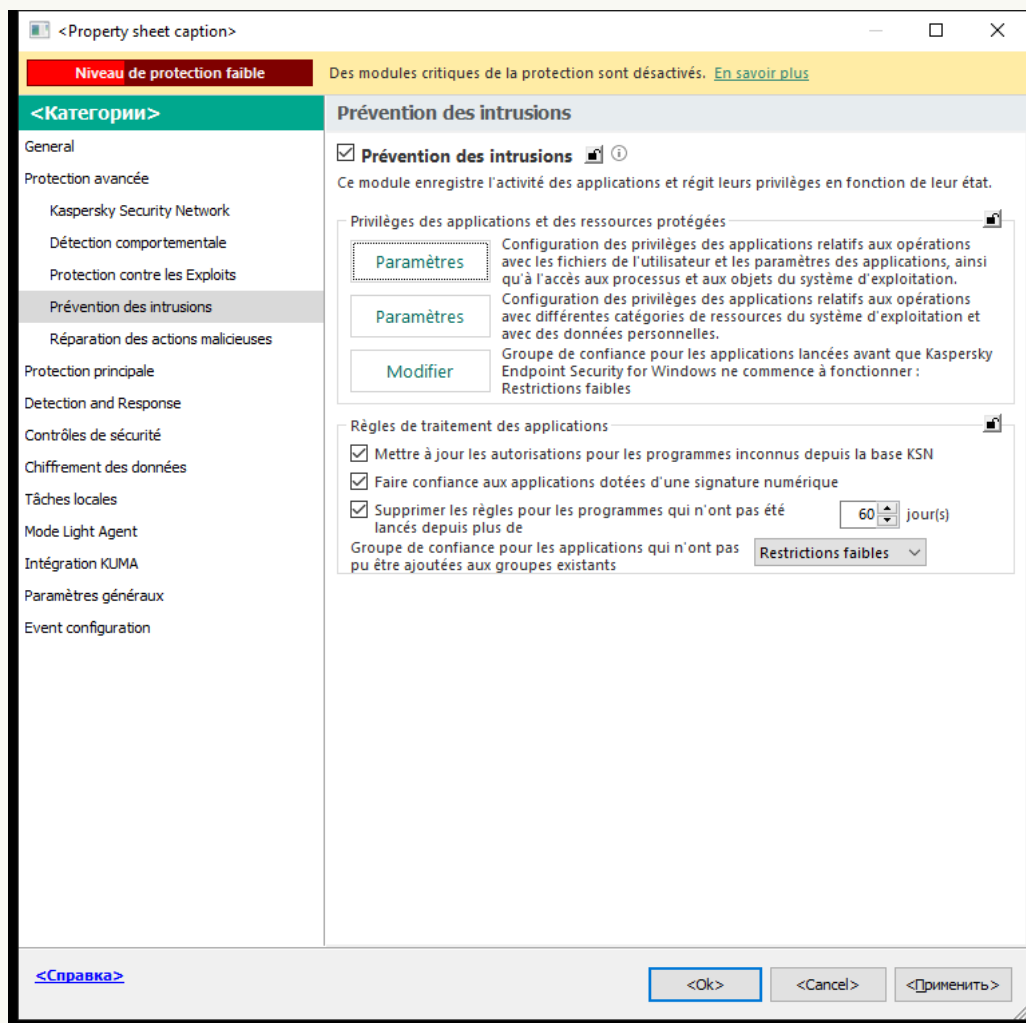 <Property sheet caption>
Niveau de protection faible
Des modules critiques de la protection sont désactivés. En savoir plus
<Категории>
General
Protection avancée
Kaspersky Security Network
Détection comportementale
Protection contre les Exploits
Prévention des intrusions
Réparation des actions malicieuses
Protection principale
Detection and Response
Contrôles de sécurité
Chiffrement des données
Tâches locales
Mode Light Agent
Intégration KUMA
Paramètres généraux
Event configuration
Prévention des intrusions
Prévention des intrusions
Ce module enregistre l'activité des applications et régit leurs privilèges en fonction de leur état.
Privilèges des applications et des ressources protégées
Paramètres
Configuration des privilèges des applications relatifs aux opérations
avec les fichiers de l'utilisateur et les paramètres des applications, ainsi
qu'à l'accès aux processus et aux objets du système d'exploitation.
Paramètres
Configuration des privilèges des applications relatifs aux opérations
avec différentes catégories de ressources du système d'exploitation et
avec des données personnelles.
Modifier
Groupe de confiance pour les applications lancées avant que Kaspersky
Endpoint Security for Windows ne commence à fonctionner :
Restrictions faibles
Règles de traitement des applications
Mettre à jour les autorisations pour les programmes inconnus depuis la base KSN
Faire confiance aux applications dotées d'une signature numérique
Supprimer les règles pour les programmes qui n'ont pas été
lancés depuis plus de
60 jour(s)
Groupe de confiance pour les applications qui n'ont pas
pu être ajoutées aux groupes existants
Restrictions faibles
<Справка>
<Ok>
<Cancel>
<Применить>